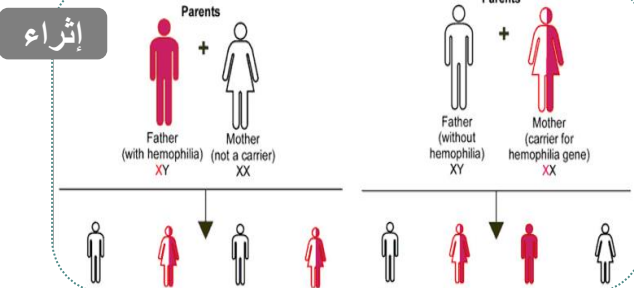 إثراء
Parents
+
Father
(with hemophilia)
XY
Mother
(not a carrier)
XX
Parents
+
Father
(without
hemophilia)
XY
Mother
(carrier for
hemophilia gene)
XX